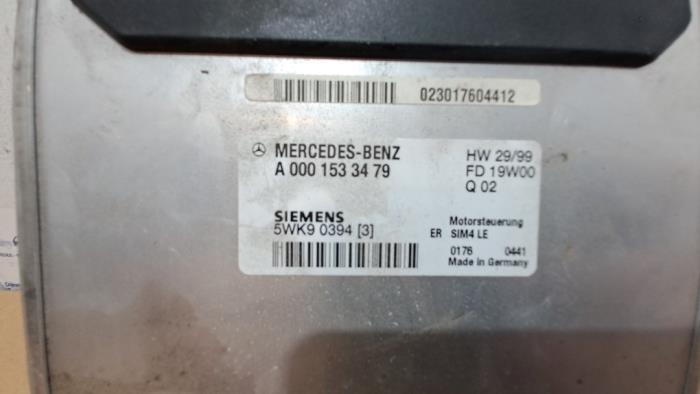 023017604412
MERCEDES-BENZ
A 000 153 34 79
HW 29/99
FD 19W00
Q 02
SIEMENS
5WK9 0394 [3]
Motorsteuerung
ER SIM4 LE
0176 0441
Made in Germany